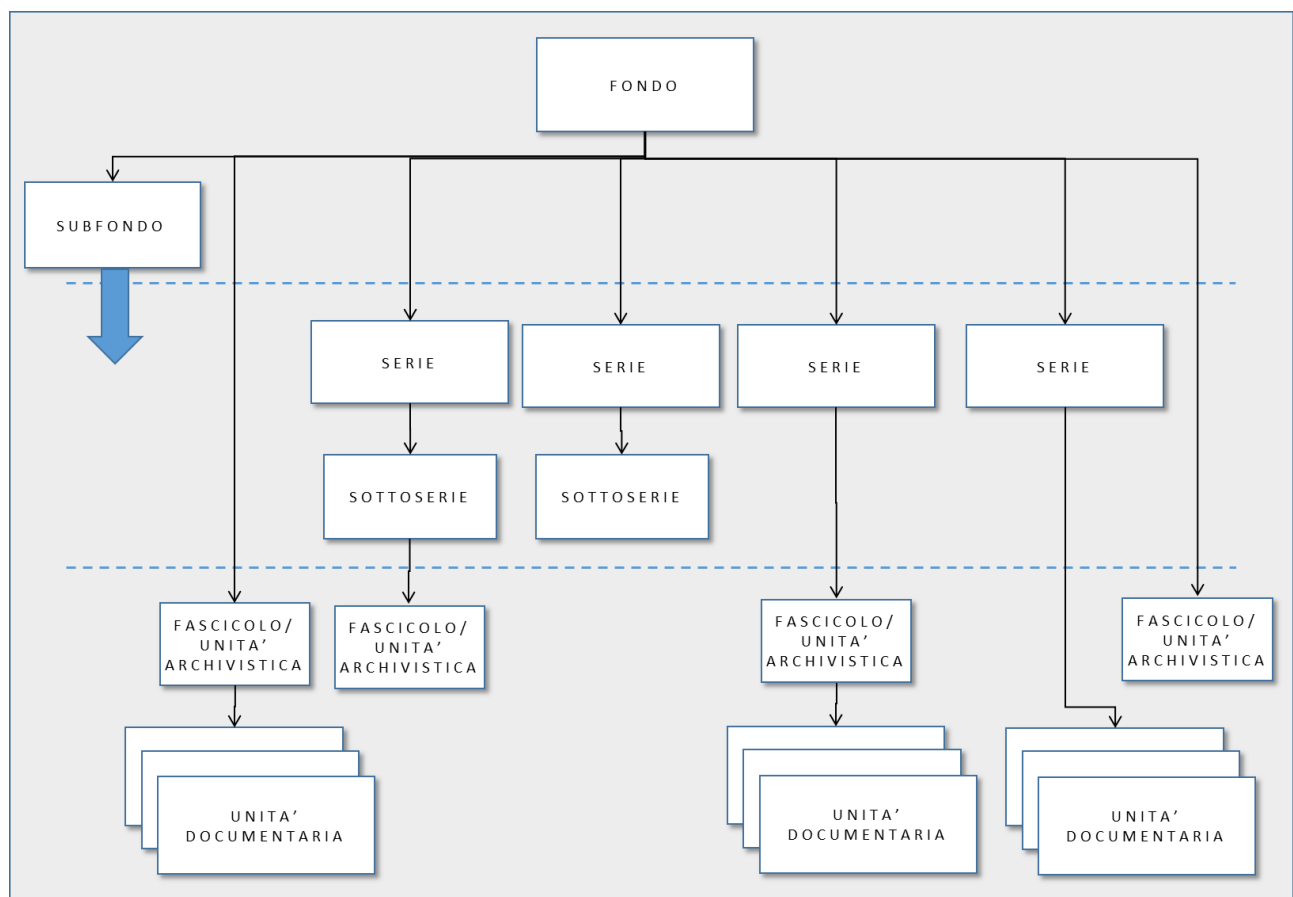 FONDO
SUBFONDO
SERIE
SERIE
SERIE
SERIE
SOTTOSERIE
SOTTOSERIE
FASCICOLO/
UNITA’
ARCHIVISTICA
FASCICOLO/
UNITA’
ARCHIVISTICA
FASCICOLO/
UNITA’
ARCHIVISTICA
FASCICOLO/
UNITA’
ARCHIVISTICA
UNITA’
DOCUMENTARIA
UNITA’
DOCUMENTARIA
UNITA’
DOCUMENTARIA